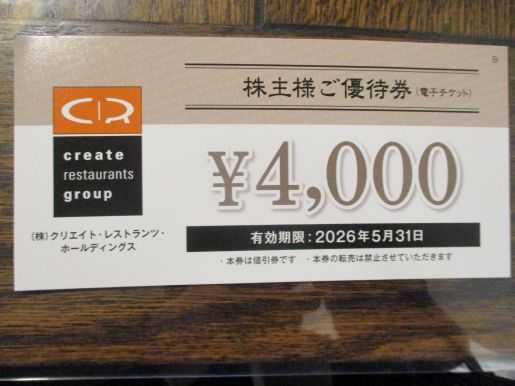 株主様ご優待券（電子チケット）
CR
create
restaurants
group
¥4,000
（株）クリエイト・レストランツ・
ホールディングス
有効期限：2026年5月31日
・本券は値引券です ・本券の転売は禁止させていただきます